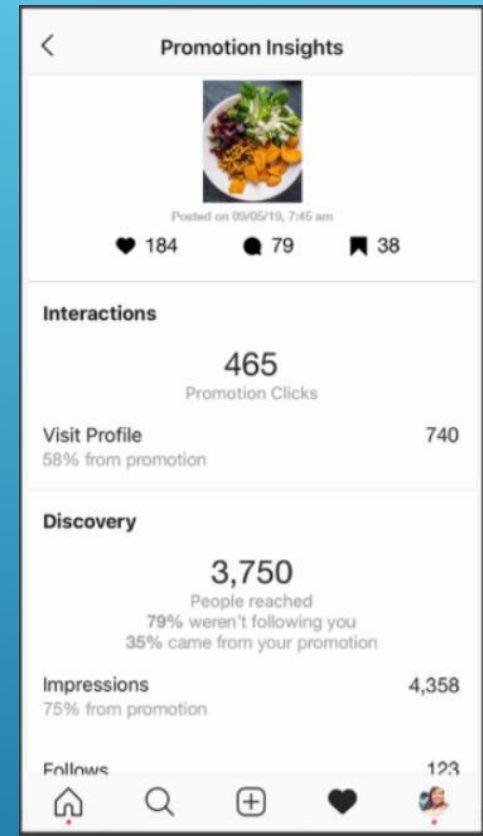 Promotion Insights
Posted on 09/05/19, 7:45 am
184 79 38
Interactions
465
Promotion Clicks
Visit Profile 740
58% from promotion
Discovery
3,750
People reached
79% weren't following you
35% came from your promotion
Impressions 4,358
75% from promotion
Follows 123